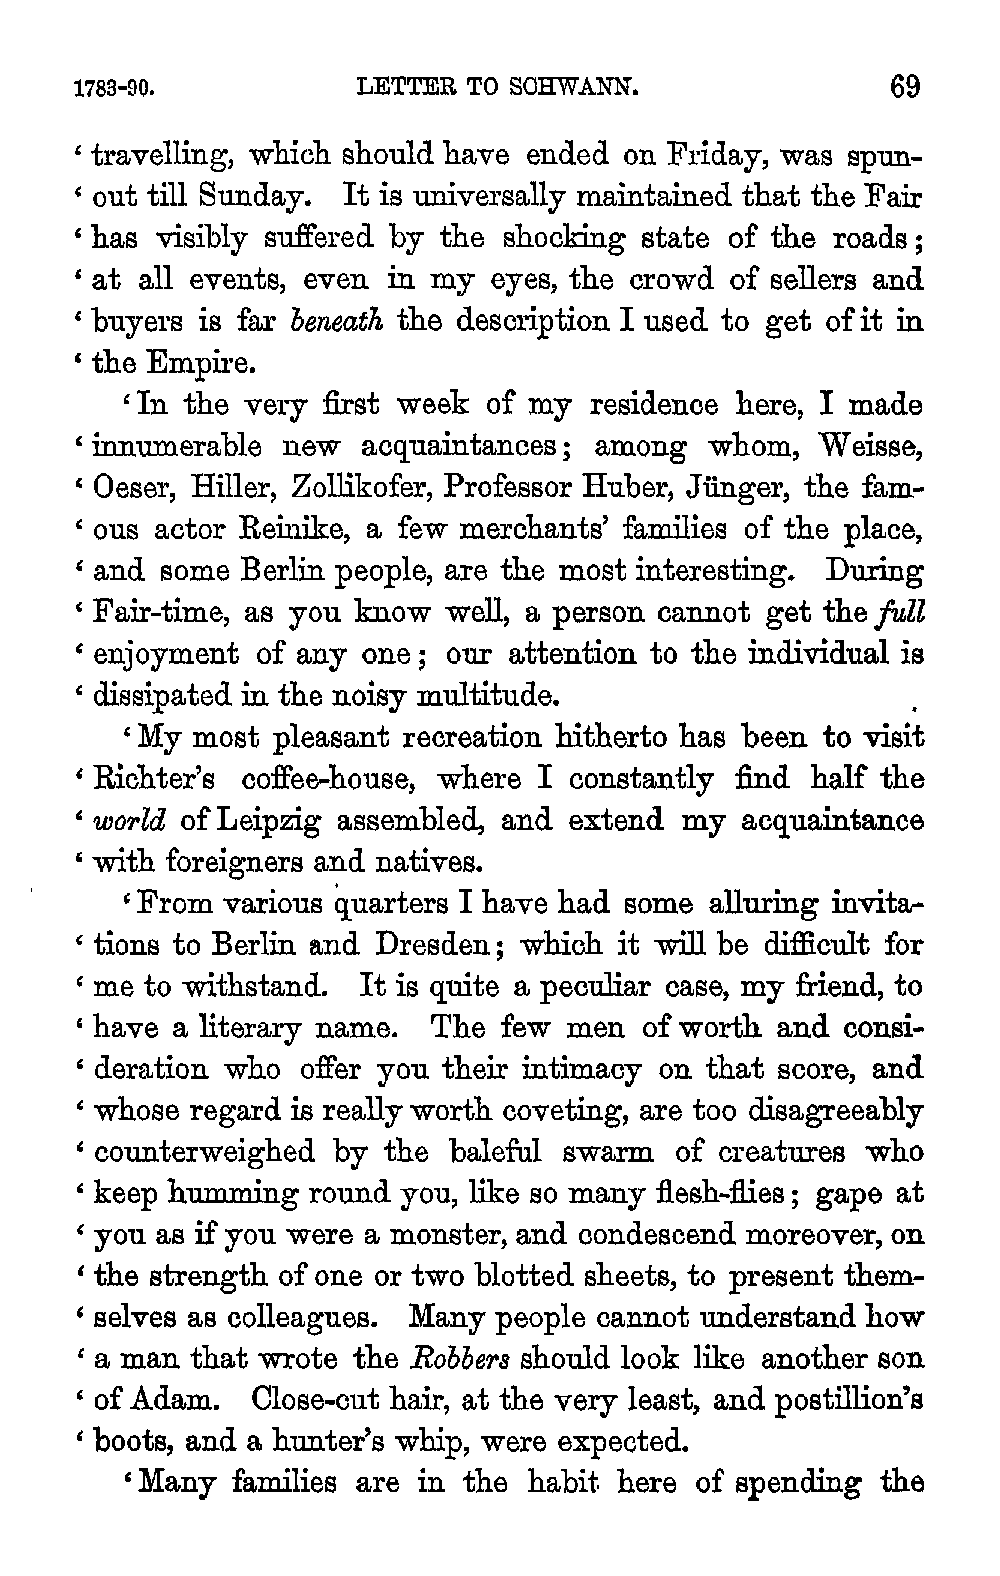 1783-90. LETTER TO SCHWANN. 69
‘ travelling, which should have ended on Friday, was spun-
‘ out till Sunday. It is universally maintained that the Fair
‘ has visibly suffered by the shocking state of the roads;
‘ at all events, even in my eyes, the crowd of sellers and
‘ buyers is far beneath the description I used to get of it in
‘ the Empire.
‘ In the very first week of my residence here, I made
‘ innumerable new acquaintances; among whom, Weisse,
‘ Oeser, Hiller, Zollikofer, Professor Huber, Jünger, the fam-
‘ ous actor Reinike, a few merchants’ families of the place,
‘ and some Berlin people, are the most interesting. During
‘ Fair-time, as you know well, a person cannot get the full
‘ enjoyment of any one; our attention to the individual is
‘ dissipated in the noisy multitude.
‘ My most pleasant recreation hitherto has been to visit
‘ Richter’s coffee-house, where I constantly find half the
‘ world of Leipzig assembled, and extend my acquaintance
‘ with foreigners and natives.
‘ From various quarters I have had some alluring invita-
‘ tions to Berlin and Dresden; which it will be difficult for
‘ me to withstand. It is quite a peculiar case, my friend, to
‘ have a literary name. The few men of worth and consi-
‘ deration who offer you their intimacy on that score, and
‘ whose regard is really worth coveting, are too disagreeably
‘ counterweighed by the baleful swarm of creatures who
‘ keep humming round you, like so many flesh-flies; gape at
‘ you as if you were a monster, and condescend moreover, on
‘ the strength of one or two blotted sheets, to present them-
‘ selves as colleagues. Many people cannot understand how
‘ a man that wrote the Robbers should look like another son
‘ of Adam. Close-cut hair, at the very least, and postillion’s
‘ boots, and a hunter’s whip, were expected.
‘ Many families are in the habit here of spending the